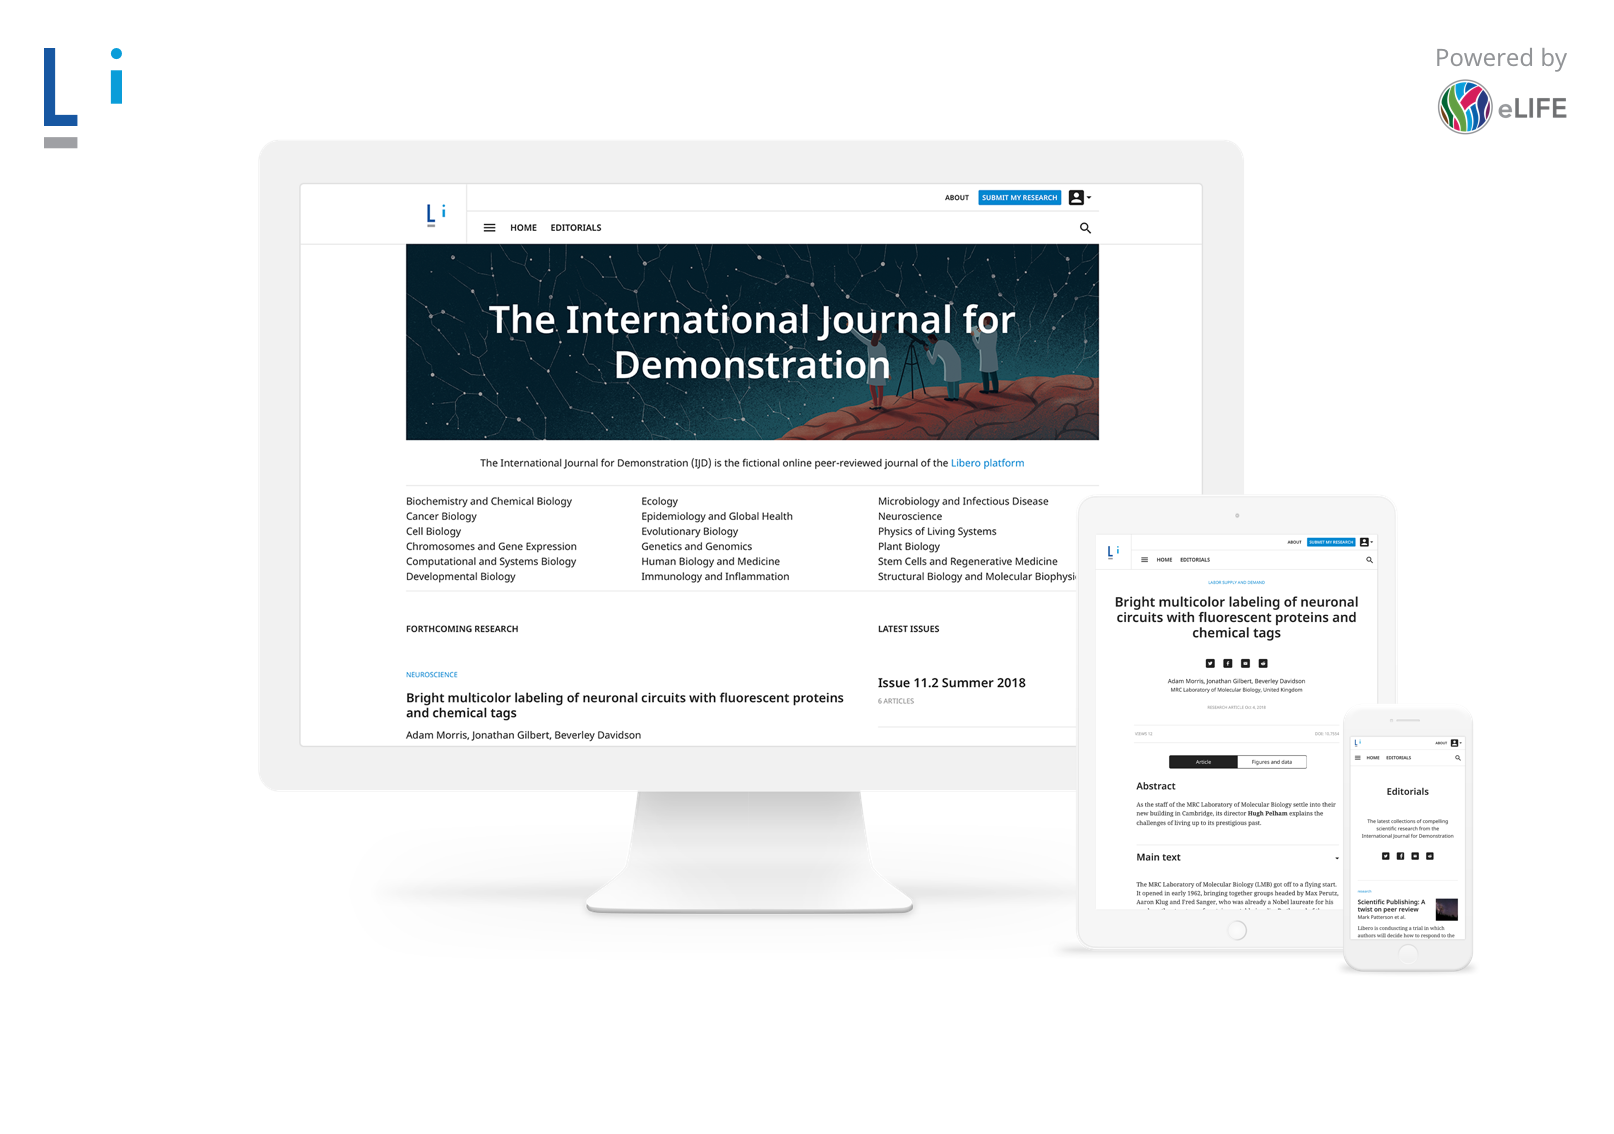 Li
Powered by
eLIFE
Li
ABOUT
SUBMIT MY RESEARCH
HOME
EDITORIALS
The International Journal for
Demonstration
The International Journal for Demonstration (IJD) is the fictional online peer-reviewed journal of the Libero platform
Biochemistry and Chemical Biology
Cancer Biology
Cell Biology
Chromosomes and Gene Expression
Computational and Systems Biology
Developmental Biology
Ecology
Epidemiology and Global Health
Evolutionary Biology
Genetics and Genomics
Human Biology and Medicine
Immunology and Inflammation
Microbiology and Infectious Disease
Neuroscience
Physics of Living Systems
Plant Biology
Stem Cells and Regenerative Medicine
Structural Biology and Molecular Biophysi
FORTHCOMING RESEARCH
NEUROSCIENCE
Bright multicolor labeling of neuronal circuits with fluorescent proteins
and chemical tags
Adam Morris, Jonathan Gilbert, Beverley Davidson
LATEST ISSUES
Issue 11.2 Summer 2018
6 ARTICLES
Li
ABOUT
SUBMIT MY RESEARCH
HOME
EDITORIALS
LABOR SUPPLY AND DEMAND
Bright multicolor labeling of neuronal
circuits with fluorescent proteins and
chemical tags
Adam Morris, Jonathan Gilbert, Beverley Davidson
MRC Laboratory of Molecular Biology, United Kingdom
RESEARCH ARTICLE
VIEWS
DOI:
Article
Figures and data
Abstract
As the staff of the MRC Laboratory of Molecular Biology settle into their
new building in Cambridge, its director Hugh Pelham explains the
challenges of living up to its prestigious past.
Main text
The MRC Laboratory of Molecular Biology (LMB) got off to a flying start.
It opened in early 1962, bringing together groups headed by Max Perutz,
Aaron Klug and Fred Sanger, who was already a Nobel laureate for his
Li
ABOUT
HOME
EDITORIALS
Editorials
The latest collections of compelling
scientific research from the
International Journal for Demonstration
research
Scientific Publishing: A
twist on peer review
Mark Patterson et al.
Libero is conducting a trial in which
authors will decide how to respond to the